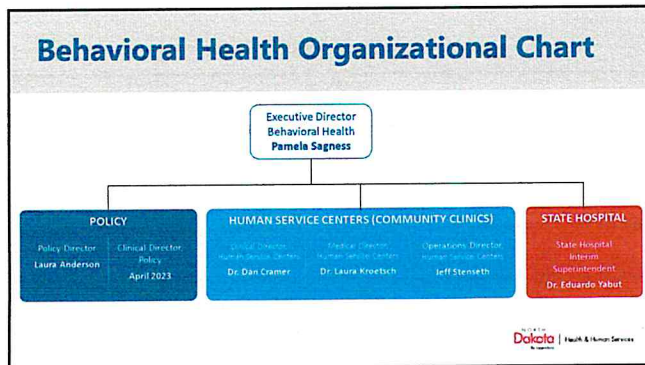 Behavioral Health Organizational Chart
Executive Director
Behavioral Health
Pamela Sagness
POLICY
Policy Director
Laura Anderson
Clinical Director
Policy
April 2023
HUMAN SERVICE CENTERS (COMMUNITY CLINICS)
Clinical Director
Human Service Centers
Dr. Dan Cramer
Medical Director
Human Service Centers
Dr. Laura Kroetsch
Operations Director
Human Service Centers
Jeff Stenseth
STATE HOSPITAL
State Hospital
Interim
Superintendent
Dr. Eduardo Yabut
NORTH
Dakota | Health & Human Services
Be Legendary.